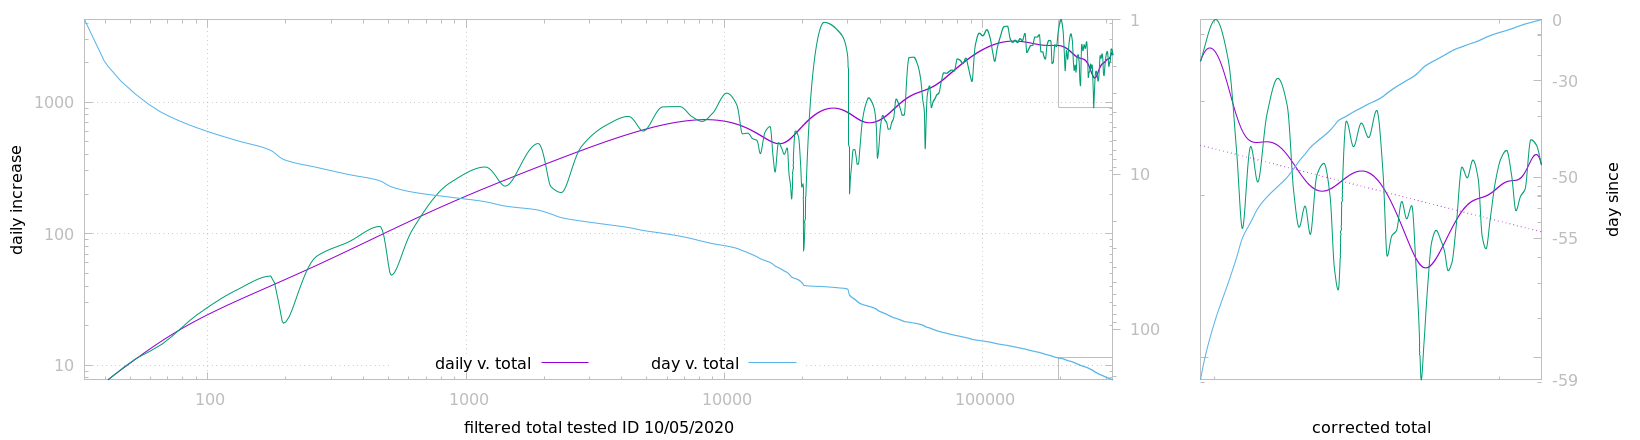 daily increase
1000
100
10
daily v. total
day v. total
100
1000
10000
100000
filtered total tested ID 10/05/2020
1
10
100
0
-30
-50
-55
-59
day since
corrected total